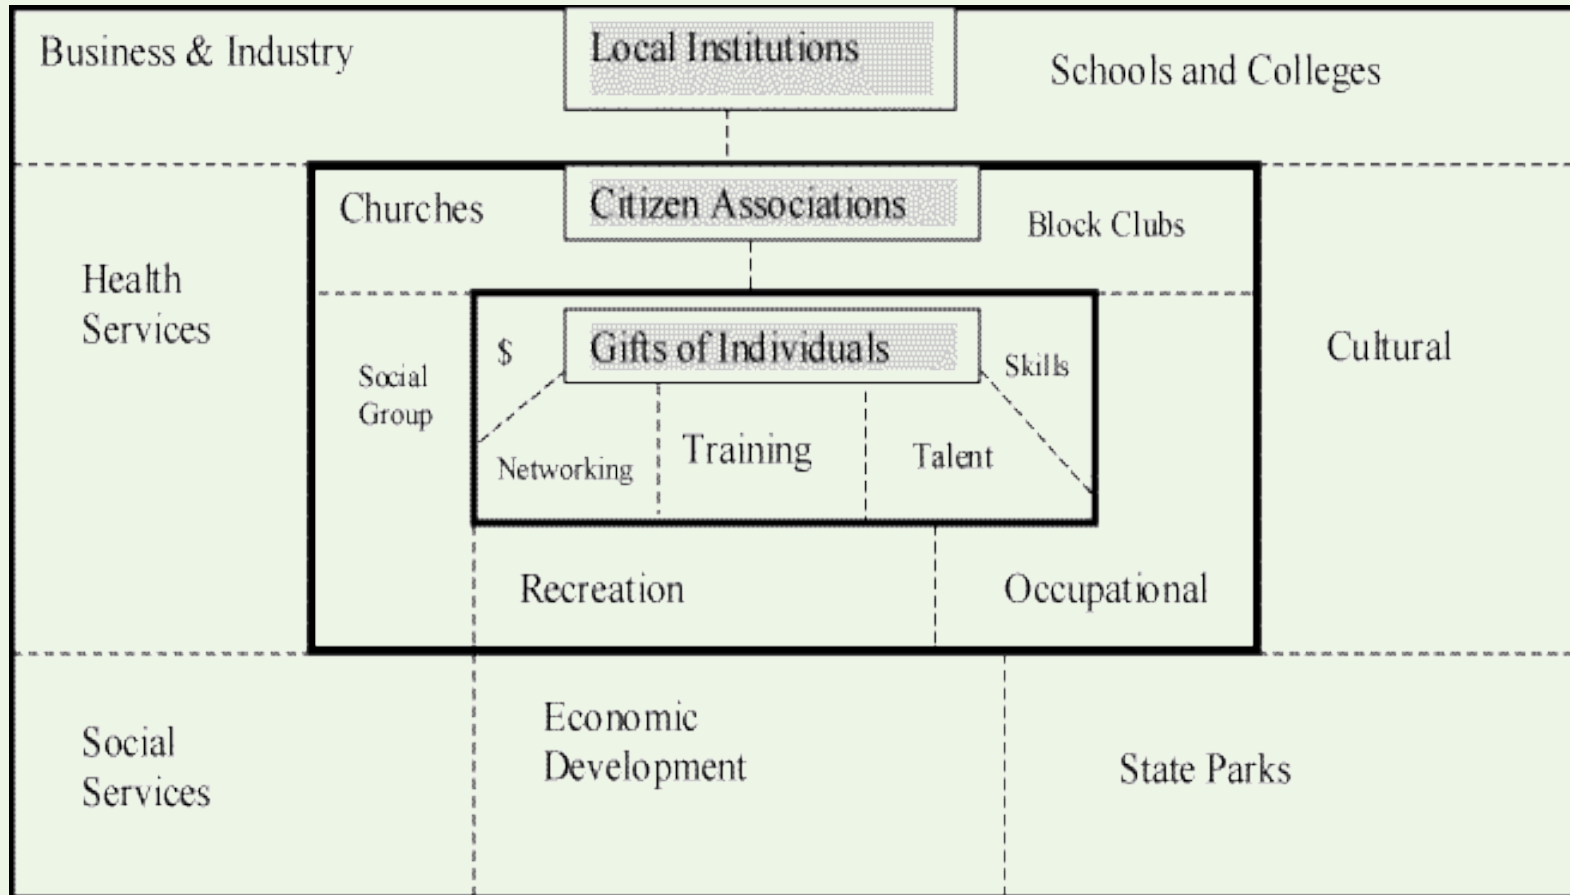 Business & Industry
Local Institutions
Schools and Colleges
Churches
Citizen Associations
Block Clubs
Health
Services
$
Gifts of Individuals
Skills
Cultural
Social
Group
Networking
Training
Talent
Recreation
Occupational
Social
Services
Economic
Development
State Parks